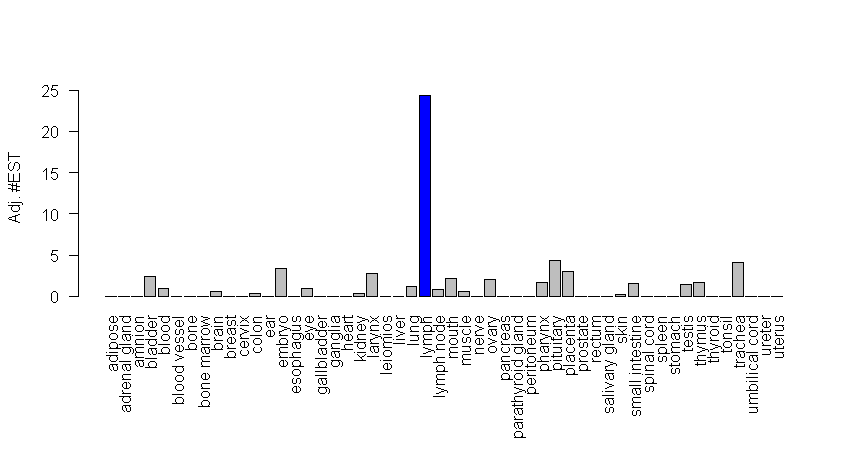 25
20
15
10
5
0
Adj. #EST
adipose
adrenal gland
amnion
bladder
blood
blood vessel
bone
bone marrow
brain
breast
cervix
colon
ear
embryo
esophagus
eye
gallbladder
ganglia
heart
kidney
larynx
leiomios
liver
lung
lymph
lymph node
mouth
muscle
nerve
ovary
pancreas
parathyroid gland
peritoneum
pharynx
pituitary
placenta
prostate
rectum
salivary gland
skin
small intestine
spinal cord
spleen
stomach
testis
thymus
thyroid
tonsil
trachea
umbilical cord
ureter
uterus